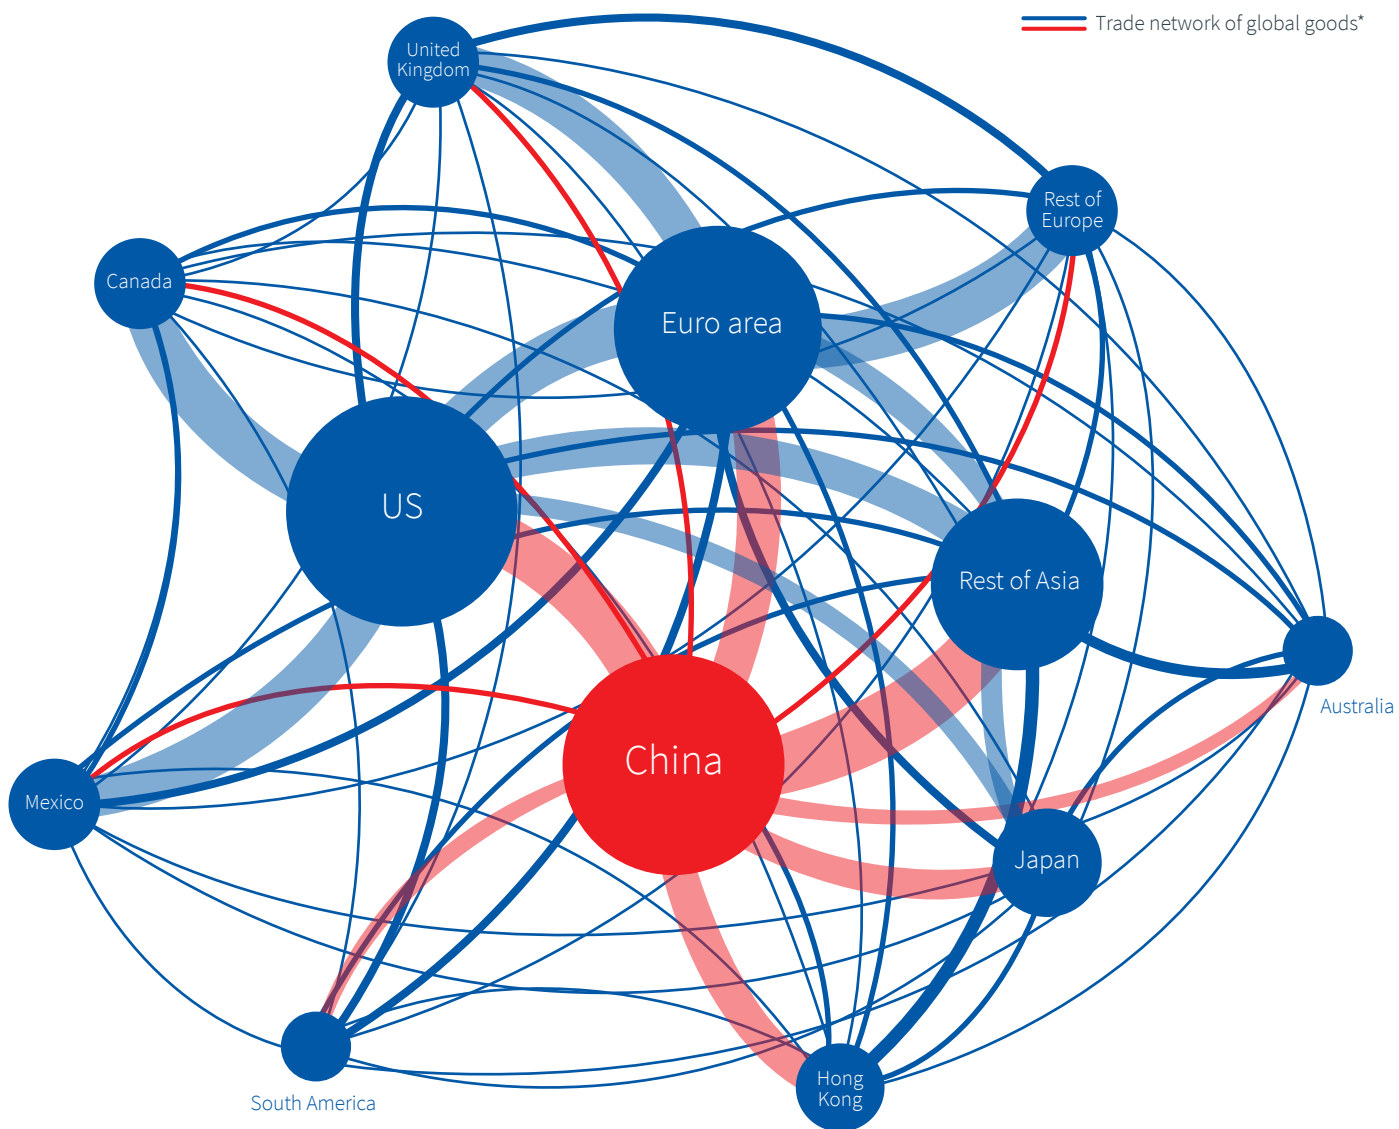 Trade network of global goods*
United
Kingdom
Rest of
Europe
Canada
Euro area
US
Rest of Asia
Australia
China
Mexico
Japan
Hong
Kong
South America